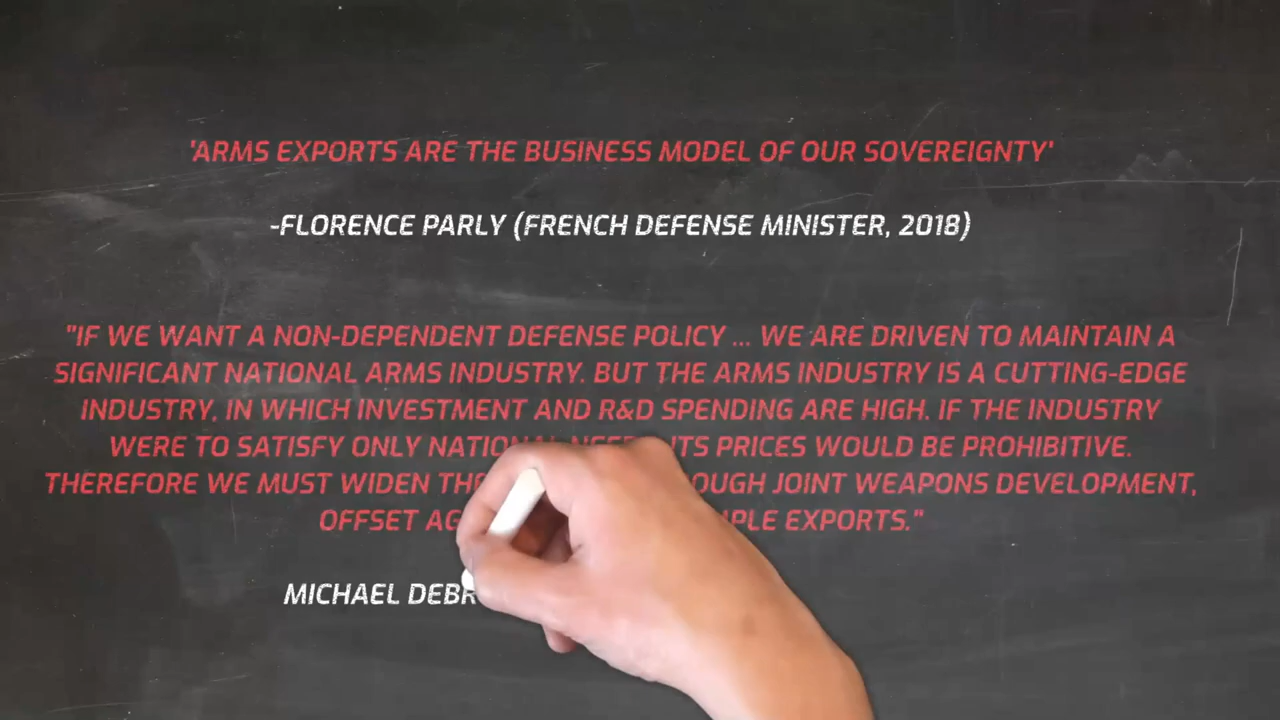 'ARMS EXPORTS ARE THE BUSINESS MODEL OF OUR SOVEREIGNTY'
-FLORENCE PARLY (FRENCH DEFENSE MINISTER, 2018)
"IF WE WANT A NON-DEPENDENT DEFENSE POLICY ... WE ARE DRIVEN TO MAINTAIN A
SIGNIFICANT NATIONAL ARMS INDUSTRY. BUT THE ARMS INDUSTRY IS A CUTTING-EDGE
INDUSTRY, IN WHICH INVESTMENT AND R&D SPENDING ARE HIGH. IF THE INDUSTRY
WERE TO SATISFY ONLY NATIONAL NEEDS, ITS PRICES WOULD BE PROHIBITIVE.
THEREFORE WE MUST WIDEN JOINT WEAPONS DEVELOPMENT,
OFFSET EXPORTS."
MICHAEL